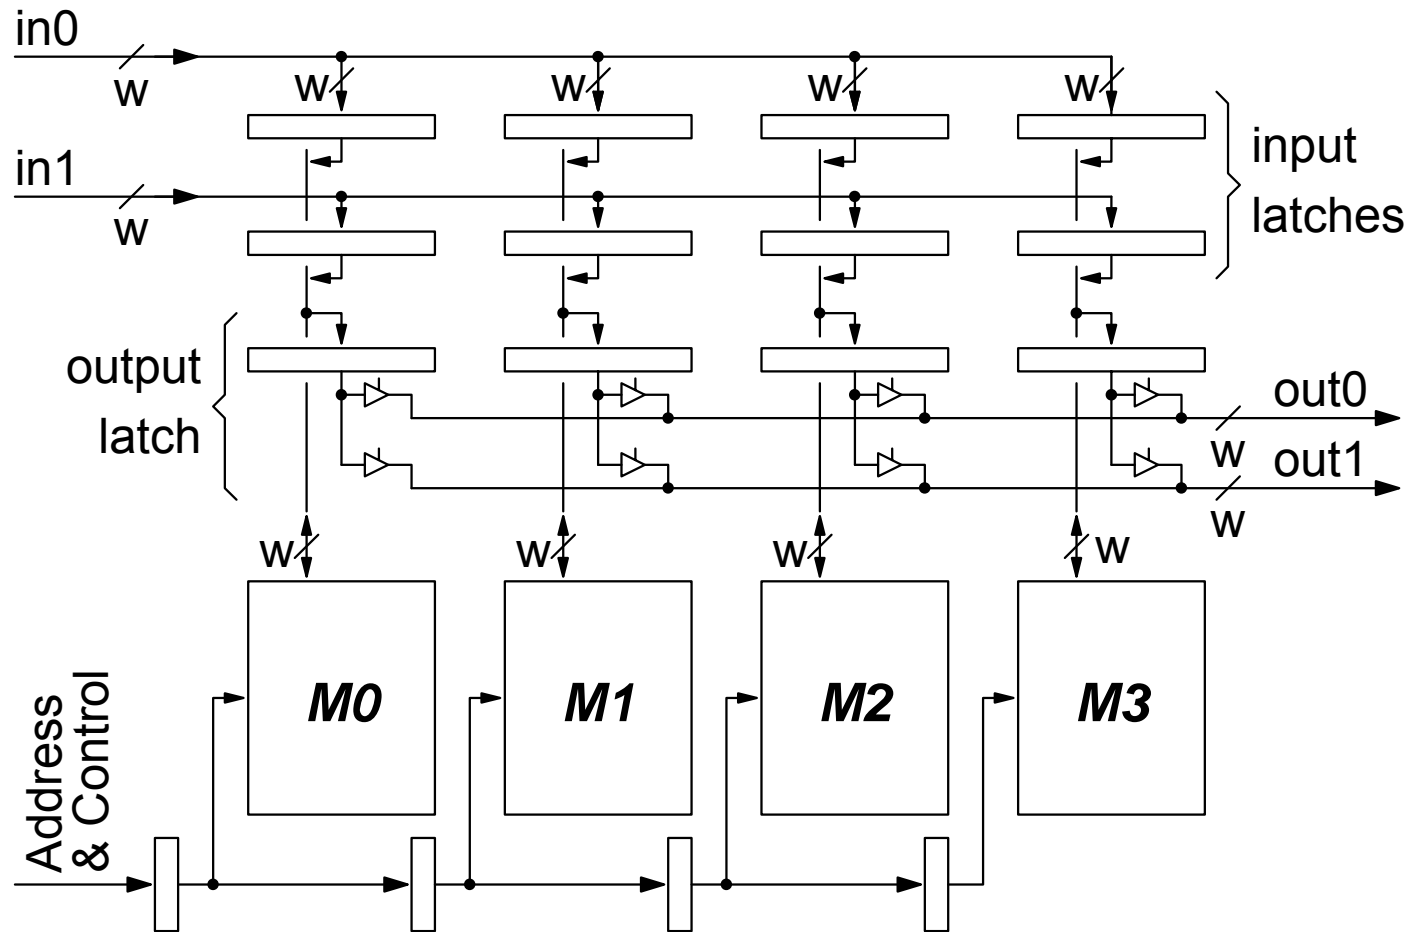 in0
w
w
w
w
w
in1
w
input
latches
output
latch
out0
w
out1
w
w
w
w
w
M0
M1
M2
M3
Address
& Control